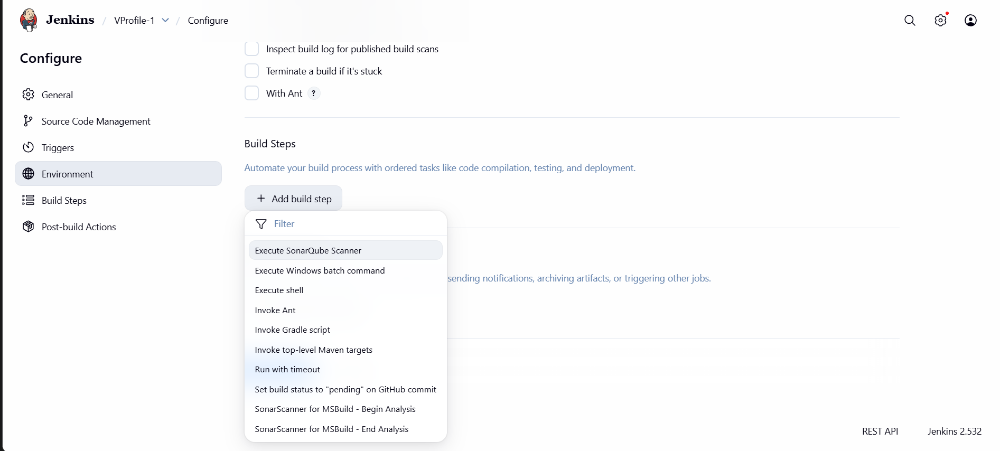 Jenkins / VProfile-1 / Configure
Configure
General
Source Code Management
Triggers
Environment
Build Steps
Post-build Actions
Inspect build log for published build scans
Terminate a build if it's stuck
With Ant ?
Build Steps
Automate your build process with ordered tasks like code compilation, testing, and deployment.
+ Add build step
Filter
Execute SonarQube Scanner
Execute Windows batch command
sending notifications, archiving artifacts, or triggering other jobs.
Execute shell
Invoke Ant
Invoke Gradle script
Invoke top-level Maven targets
Run with timeout
Set build status to "pending" on GitHub commit
SonarScanner for MSBuild - Begin Analysis
SonarScanner for MSBuild - End Analysis
REST API Jenkins 2.532